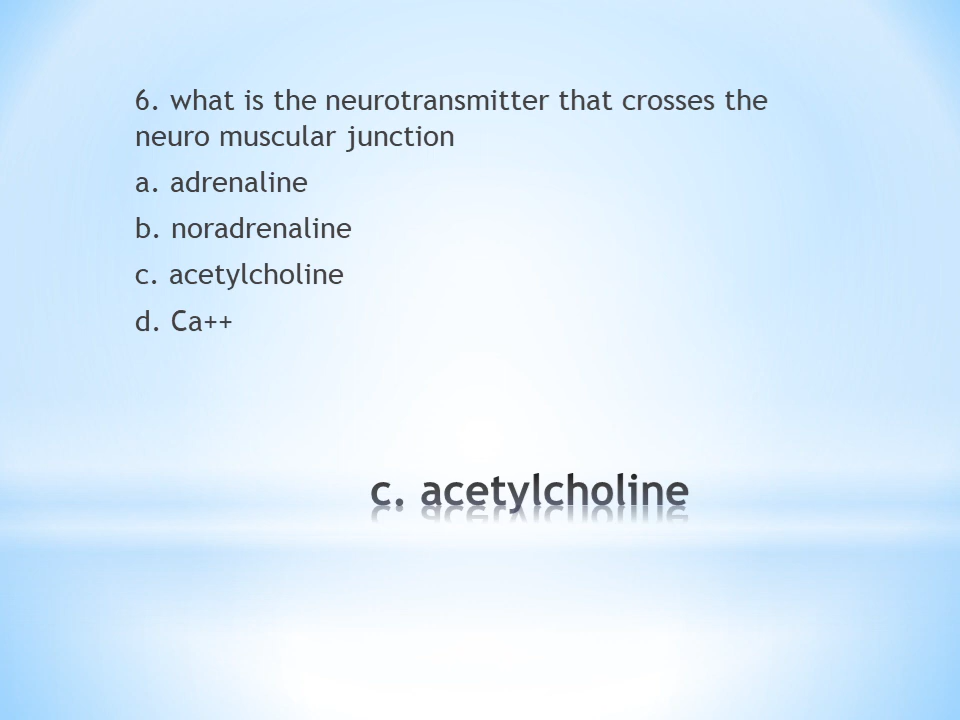 6. what is the neurotransmitter that crosses the
neuro muscular junction
a. adrenaline
b. noradrenaline
c. acetylcholine
d. Ca++
c. acetylcholine